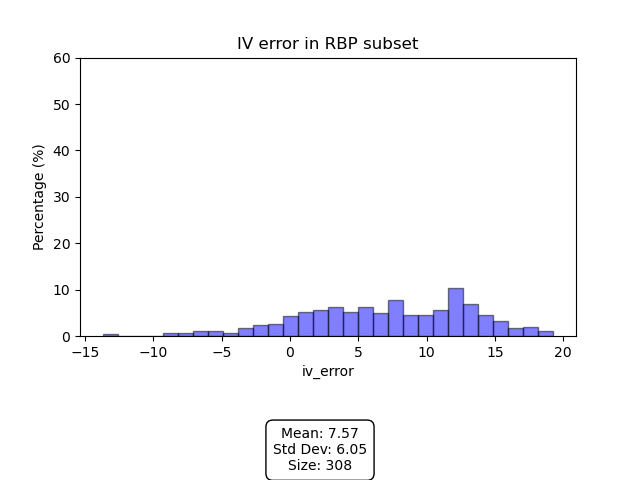 IV error in RBP subset
60
50
40
30
20
10
0
Percentage (%)
−15 −10 −5 0 5 10 15 20
iv_error
Mean: 7.57
Std Dev: 6.05
Size: 308